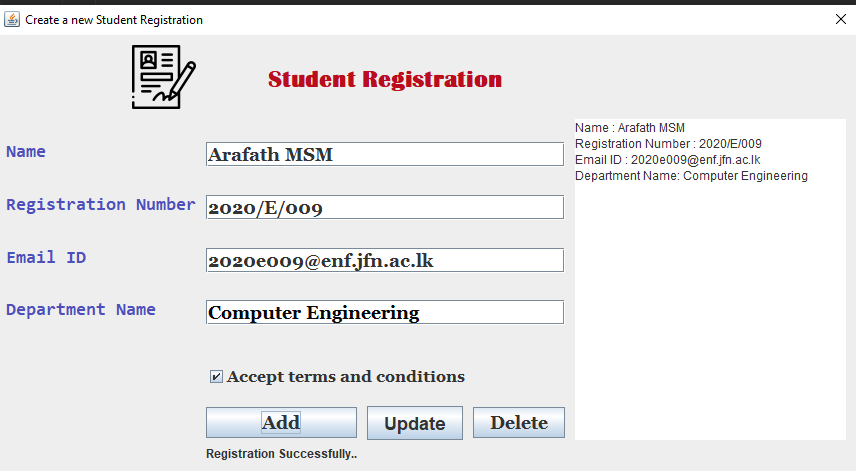 Create a new Student Registration
Student Registration
Name
Arafath MSM
Registration Number
2020/E/009
Email ID
2020e009@enf.jfn.ac.lk
Department Name
Computer Engineering
Accept terms and conditions
Add
Update
Delete
Registration Successfully..
Name : Arafath MSM
Registration Number : 2020/E/009
Email ID : 2020e009@enf.jfn.ac.lk
Department Name: Computer Engineering